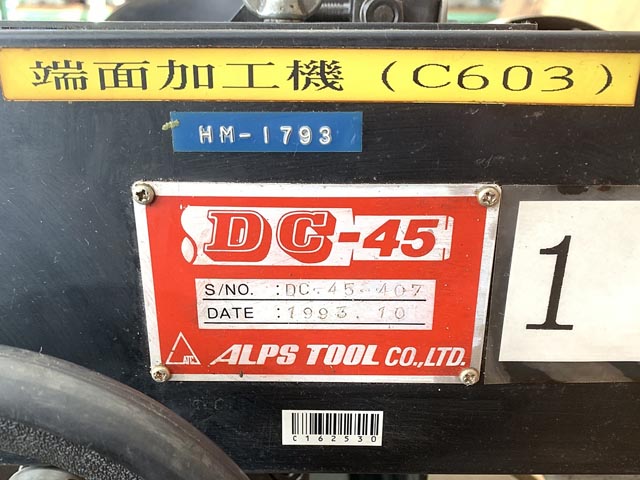 端面加工機（C603）
HM-1793
DC-45
1
S/NO. :DC-45-407
DATE :1993.10
ATC
ALPS TOOL CO.,LTD.
C162530